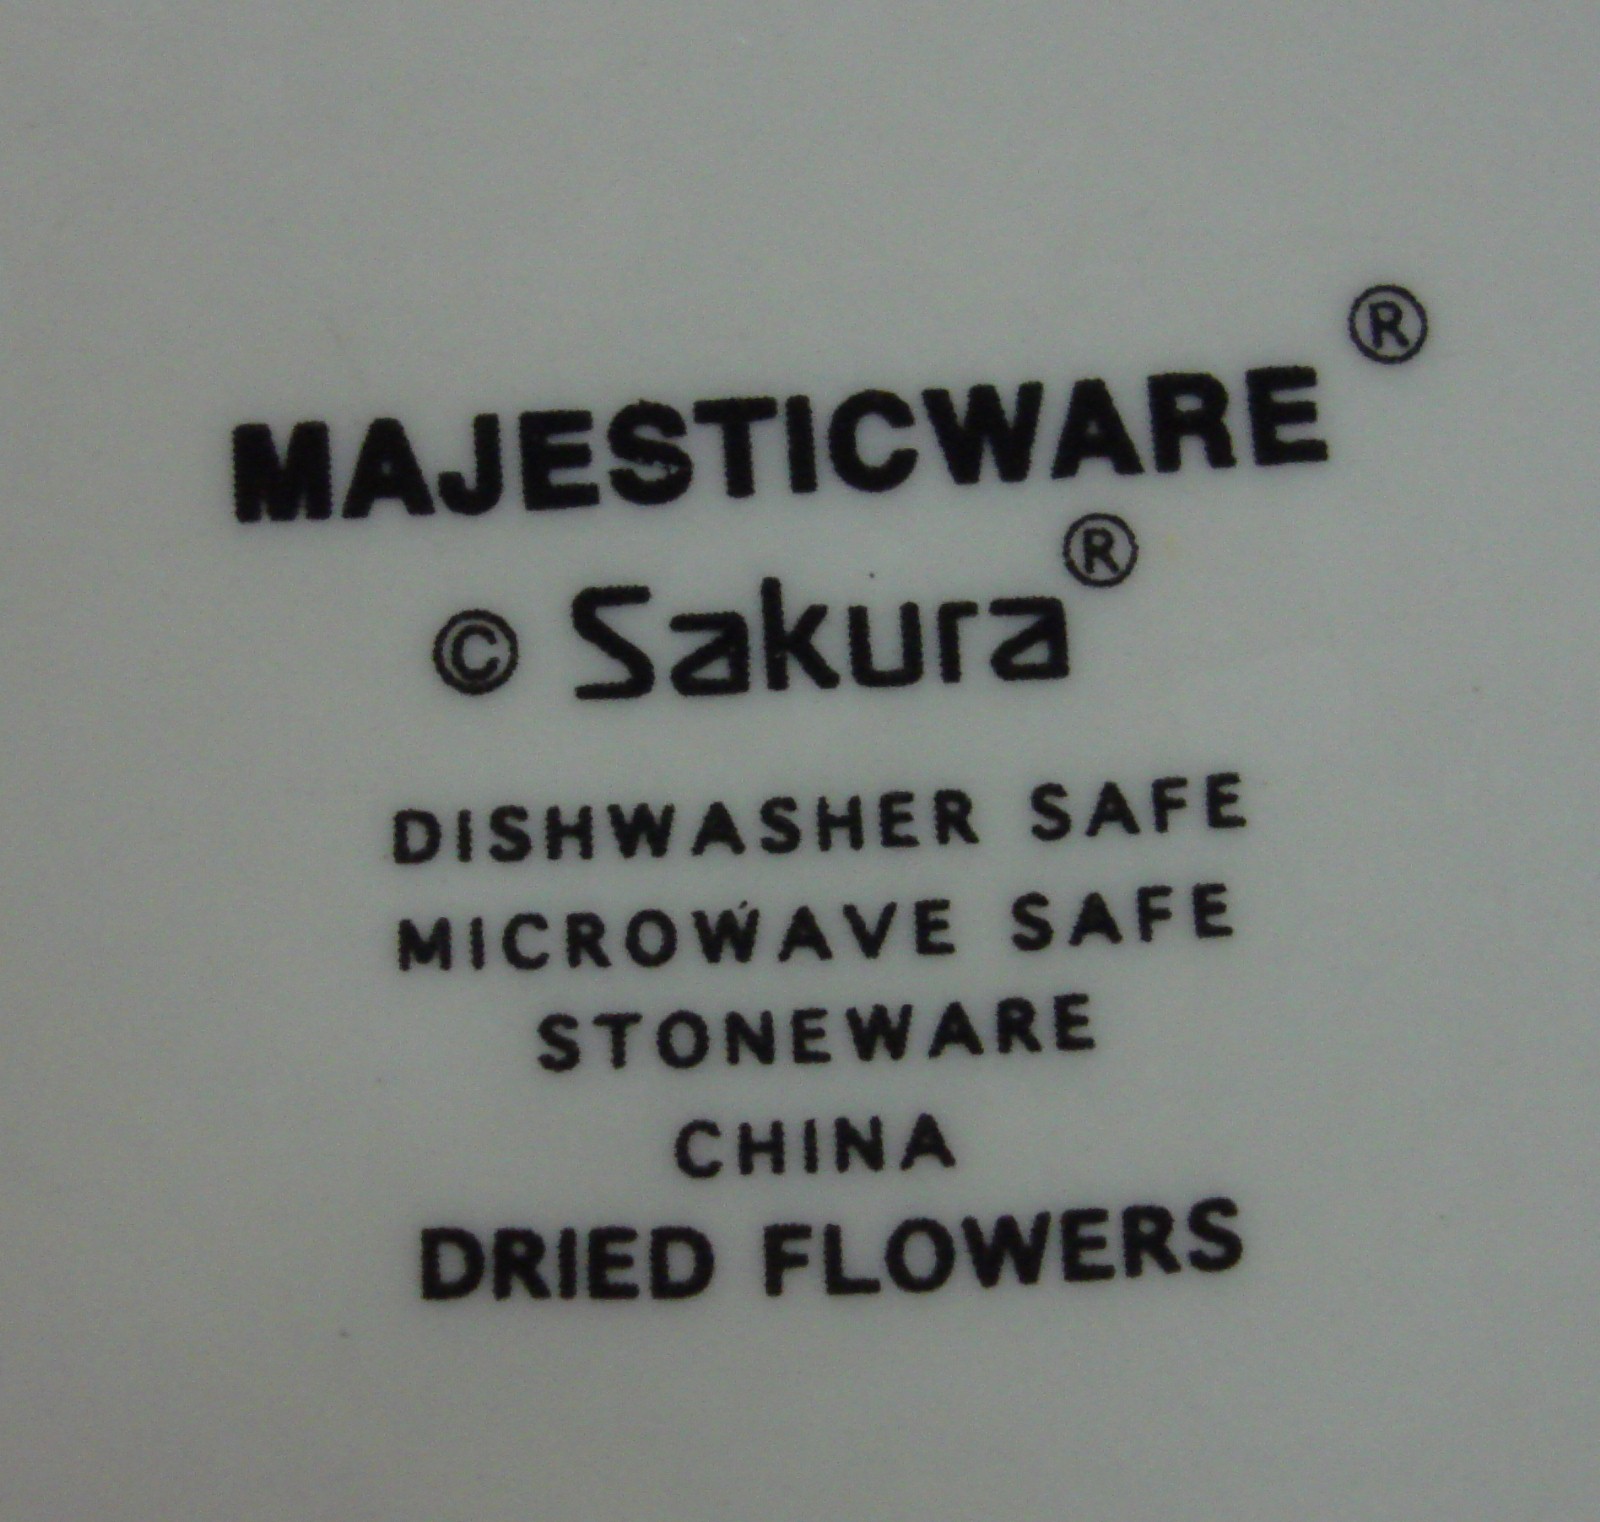 MAJESTICWARE ®
© Sakura ®
DISHWASHER SAFE
MICROWAVE SAFE
STONEWARE
CHINA
DRIED FLOWERS